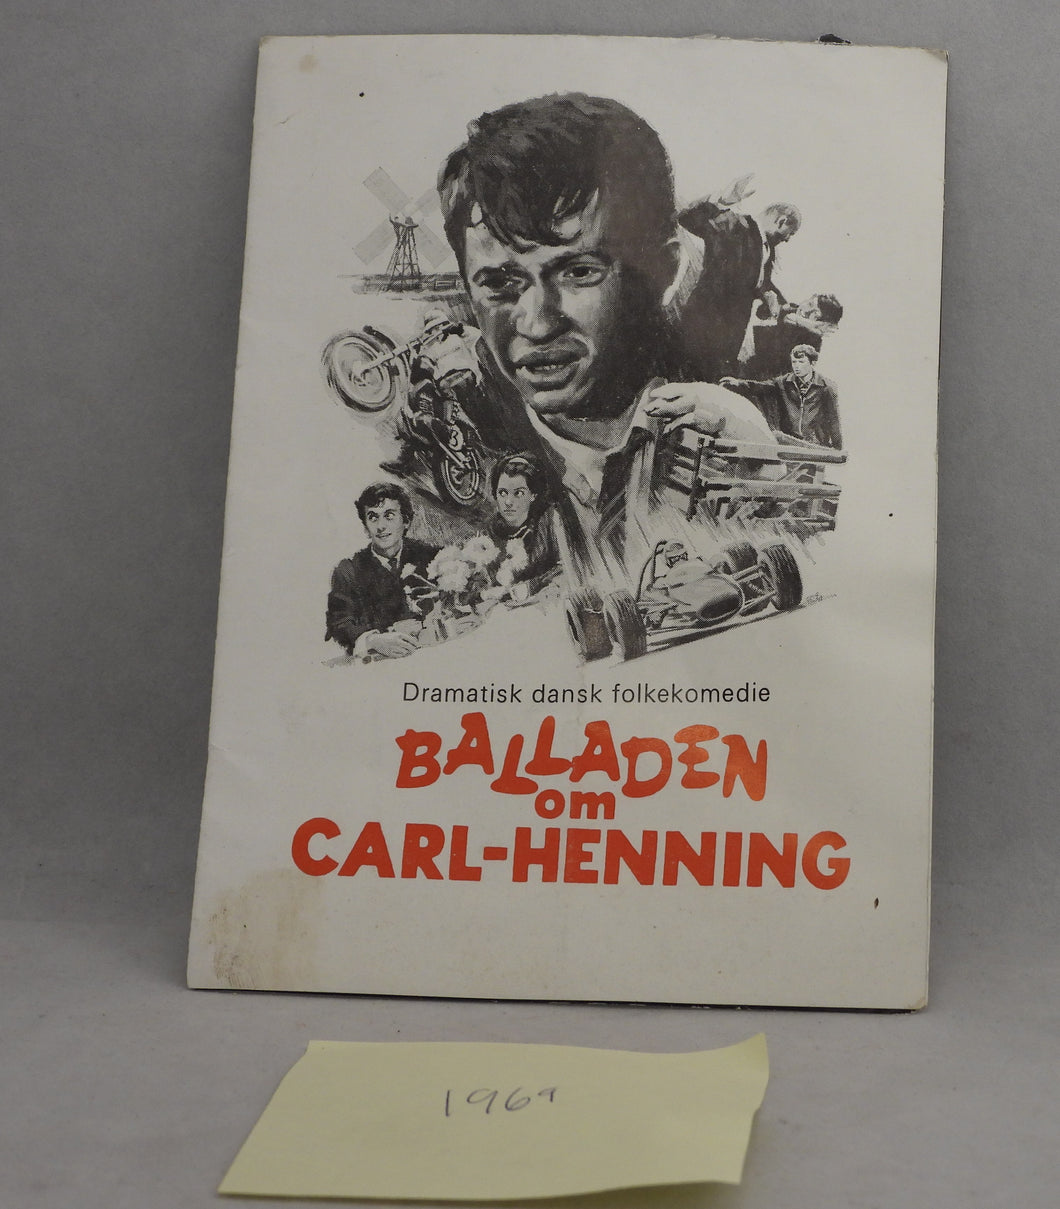 Dramatisk dansk folkekomedie
BALLADEN
om
CARL-HENNING
1969